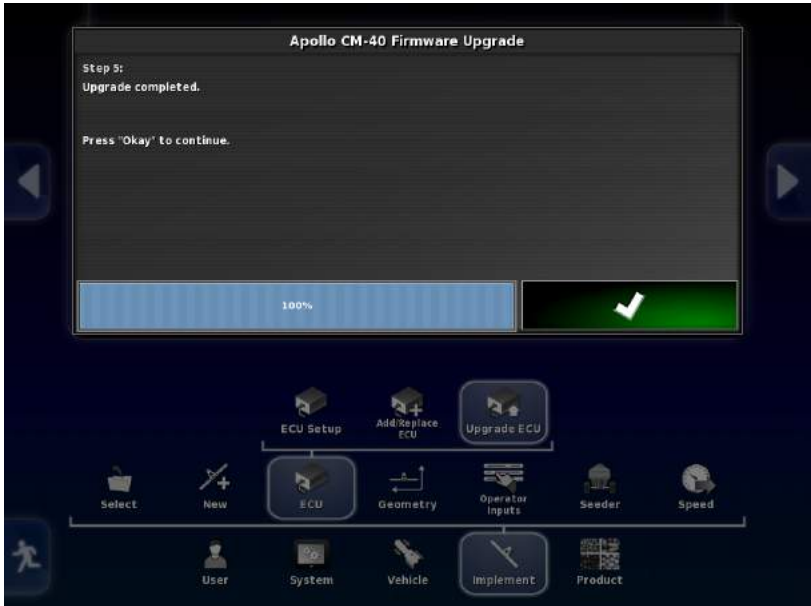 Apollo CM-40 Firmware Upgrade
Step 5:
Upgrade completed.
Press "Okay" to continue.
100%
ECU Setup
Add/Replace
ECU
Upgrade ECU
Select
New
ECU
Geometry
Operator
Inputs
Seeder
Speed
User
System
Vehicle
Implement
Product